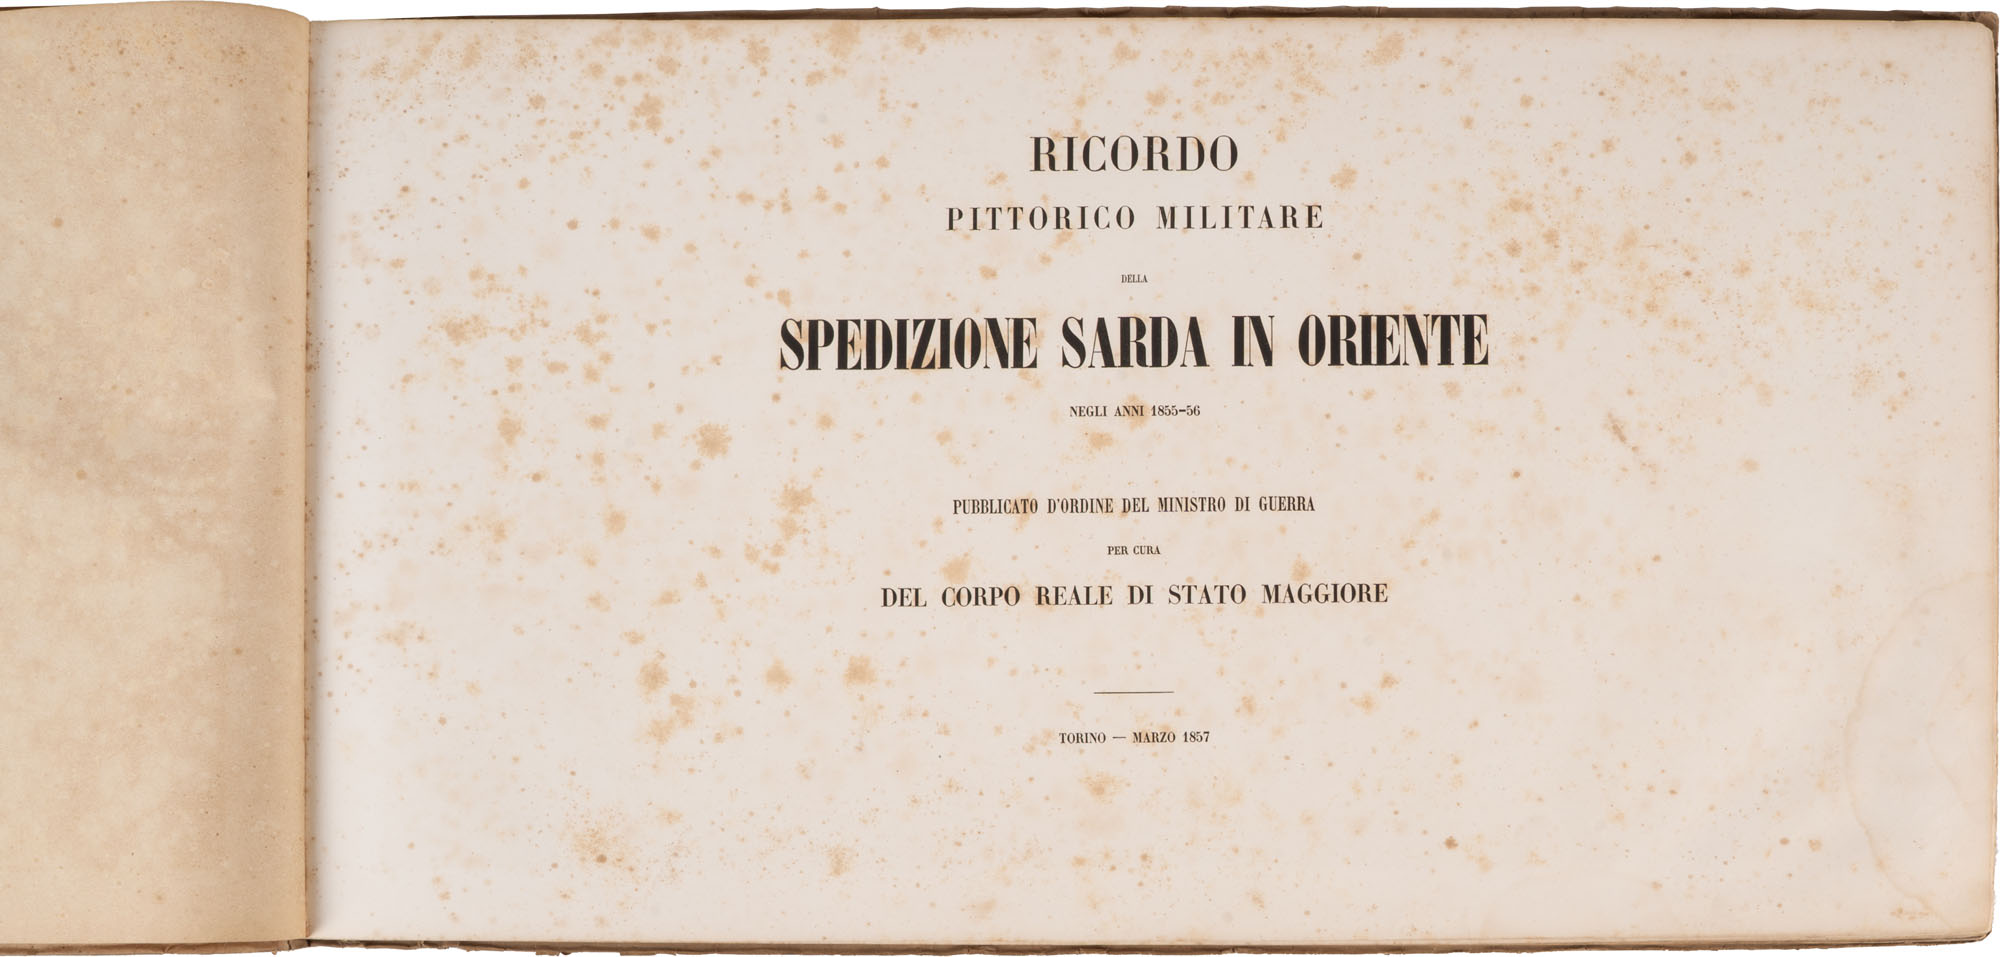 RICORDO
PITTORICO MILITARE
DELLA
SPEDIZIONE SARDA IN ORIENTE
NEGLI ANNI 1855-56
PUBBLICATO D'ORDINE DEL MINISTRO DI GUERRA
PER CURA
DEL CORPO REALE DI STATO MAGGIORE
TORINO — MARZO 1857